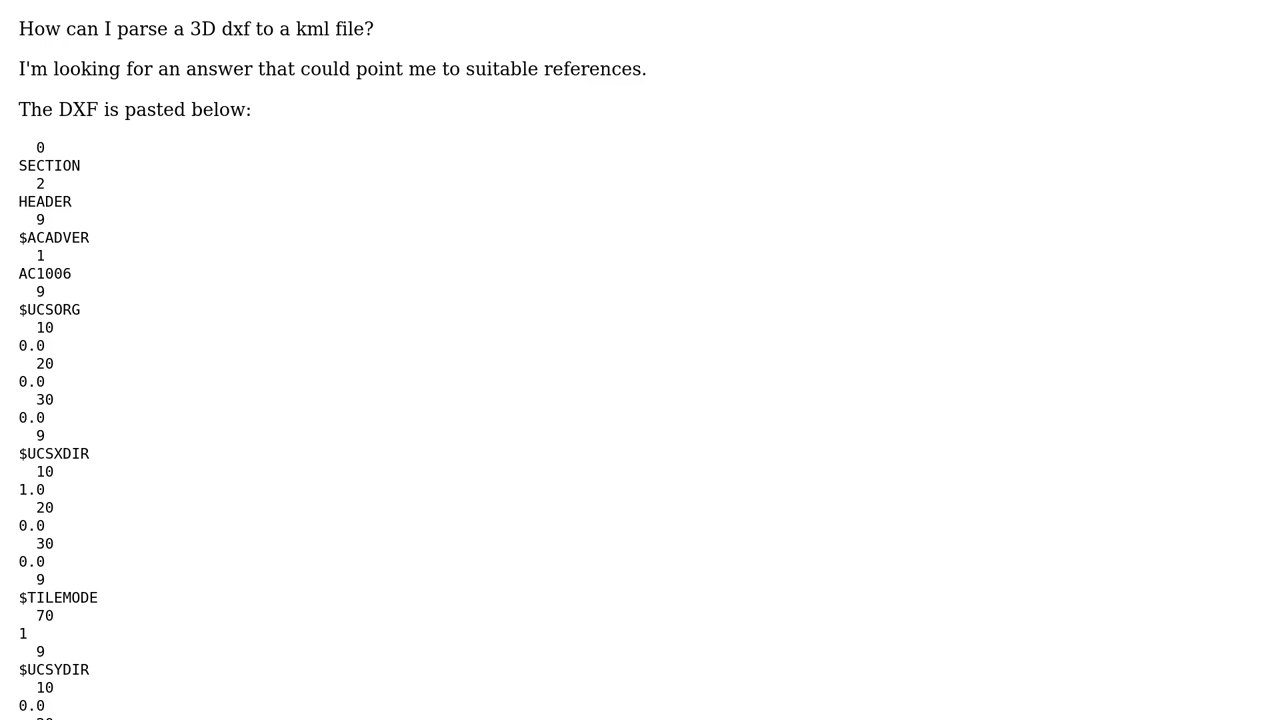 How can I parse a 3D dxf to a kml file?
I'm looking for an answer that could point me to suitable references.
The DXF is pasted below:
0
SECTION
2
HEADER
9
$ACADVER
1
AC1006
9
$UCSORG
10
0.0
20
0.0
30
0.0
9
$UCSXDIR
10
1.0
20
0.0
30
0.0
9
$TILEMODE
70
1
9
$UCSYDIR
10
0.0